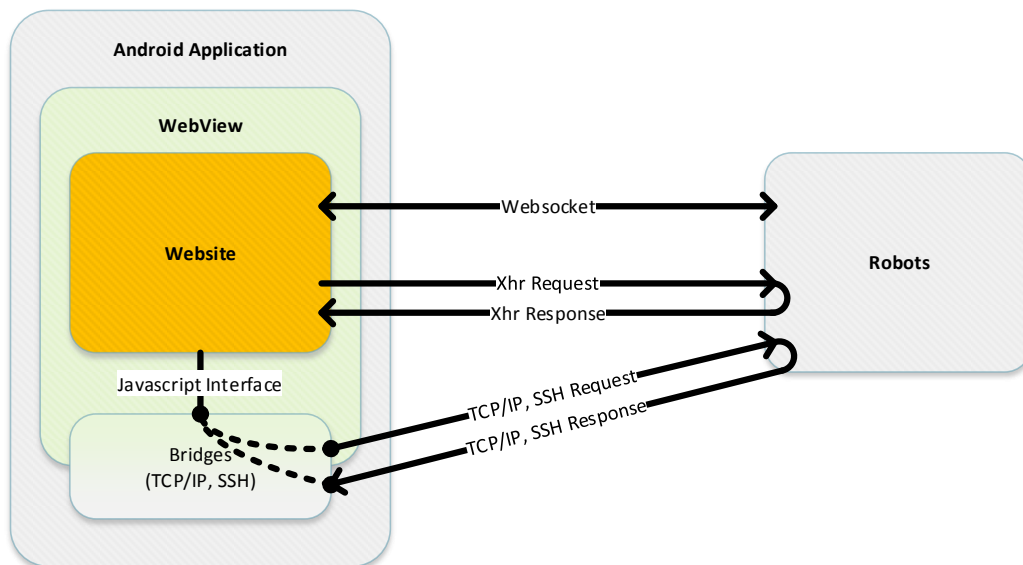 Android Application
WebView
Website
Websocket
Robots
Xhr Request
Xhr Response
Javascript Interface
TCP/IP, SSH Request
TCP/IP, SSH Response
Bridges
(TCP/IP, SSH)